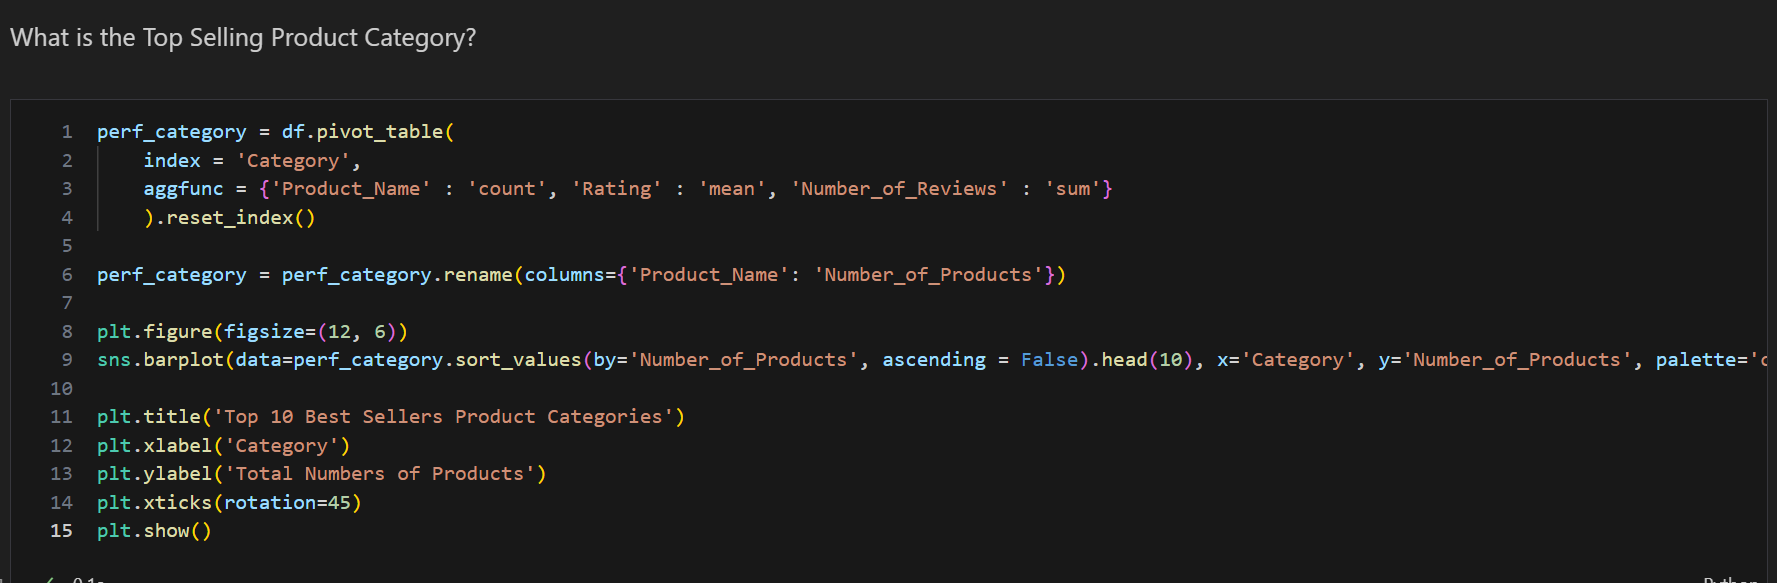 What is the Top Selling Product Category?
1 perf_category = df.pivot_table(
2 index = 'Category',
3 aggfunc = {'Product_Name' : 'count', 'Rating' : 'mean', 'Number_of_Reviews' : 'sum'}
4 ).reset_index()
5
6 perf_category = perf_category.rename(columns={'Product_Name': 'Number_of_Products'})
7
8 plt.figure(figsize=(12, 6))
9 sns.barplot(data=perf_category.sort_values(by='Number_of_Products', ascending = False).head(10), x='Category', y='Number_of_Products', palette='
10
11 plt.title('Top 10 Best Sellers Product Categories')
12 plt.xlabel('Category')
13 plt.ylabel('Total Numbers of Products')
14 plt.xticks(rotation=45)
15 plt.show()